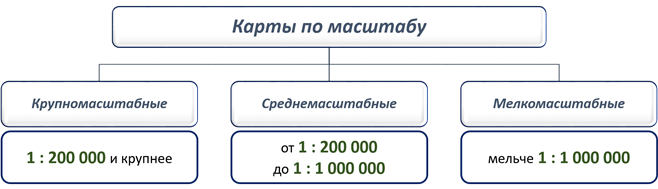 Карты по масштабу
Крупномасштабные
Среднемасштабные
Мелкомасштабные
1 : 200 000 и крупнее
от 1 : 200 000
до 1 : 1 000 000
мельче 1 : 1 000 000